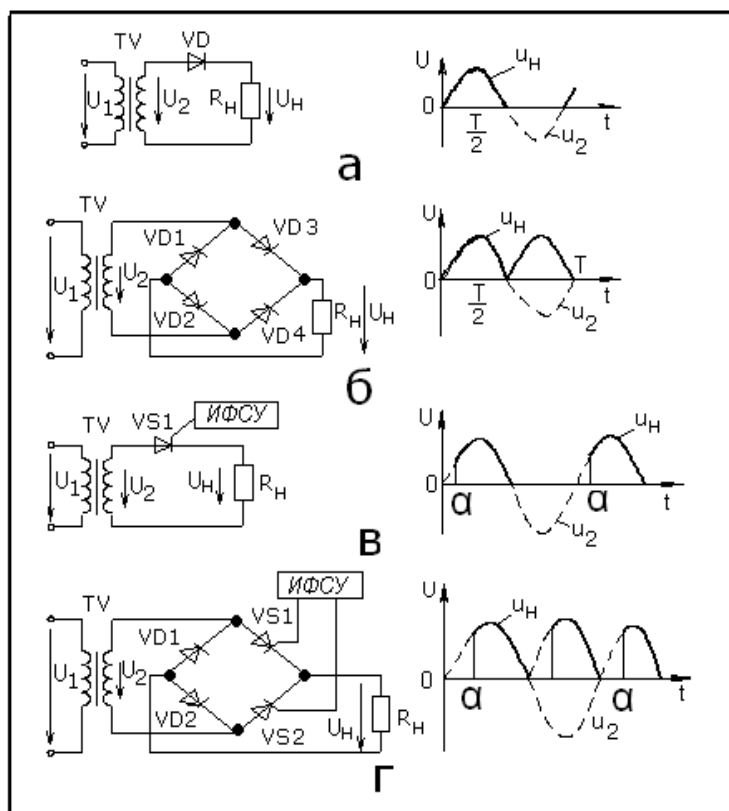 TV VD
U1 U2 RН UН
U uН
0 T/2 u2 t
а
TV
VD1 VD3
U1 U2 RН UН
VD2 VD4
U uН
0 T/2 T
u2 t
б
VS1 ИФСУ
TV
U1 U2 UН RН
U uН
0 α α t
u2
в
ИФСУ
TV VS1
VD1
U1 U2
VD2 VS2 UН RН
U uН
0 α α t
u2
г